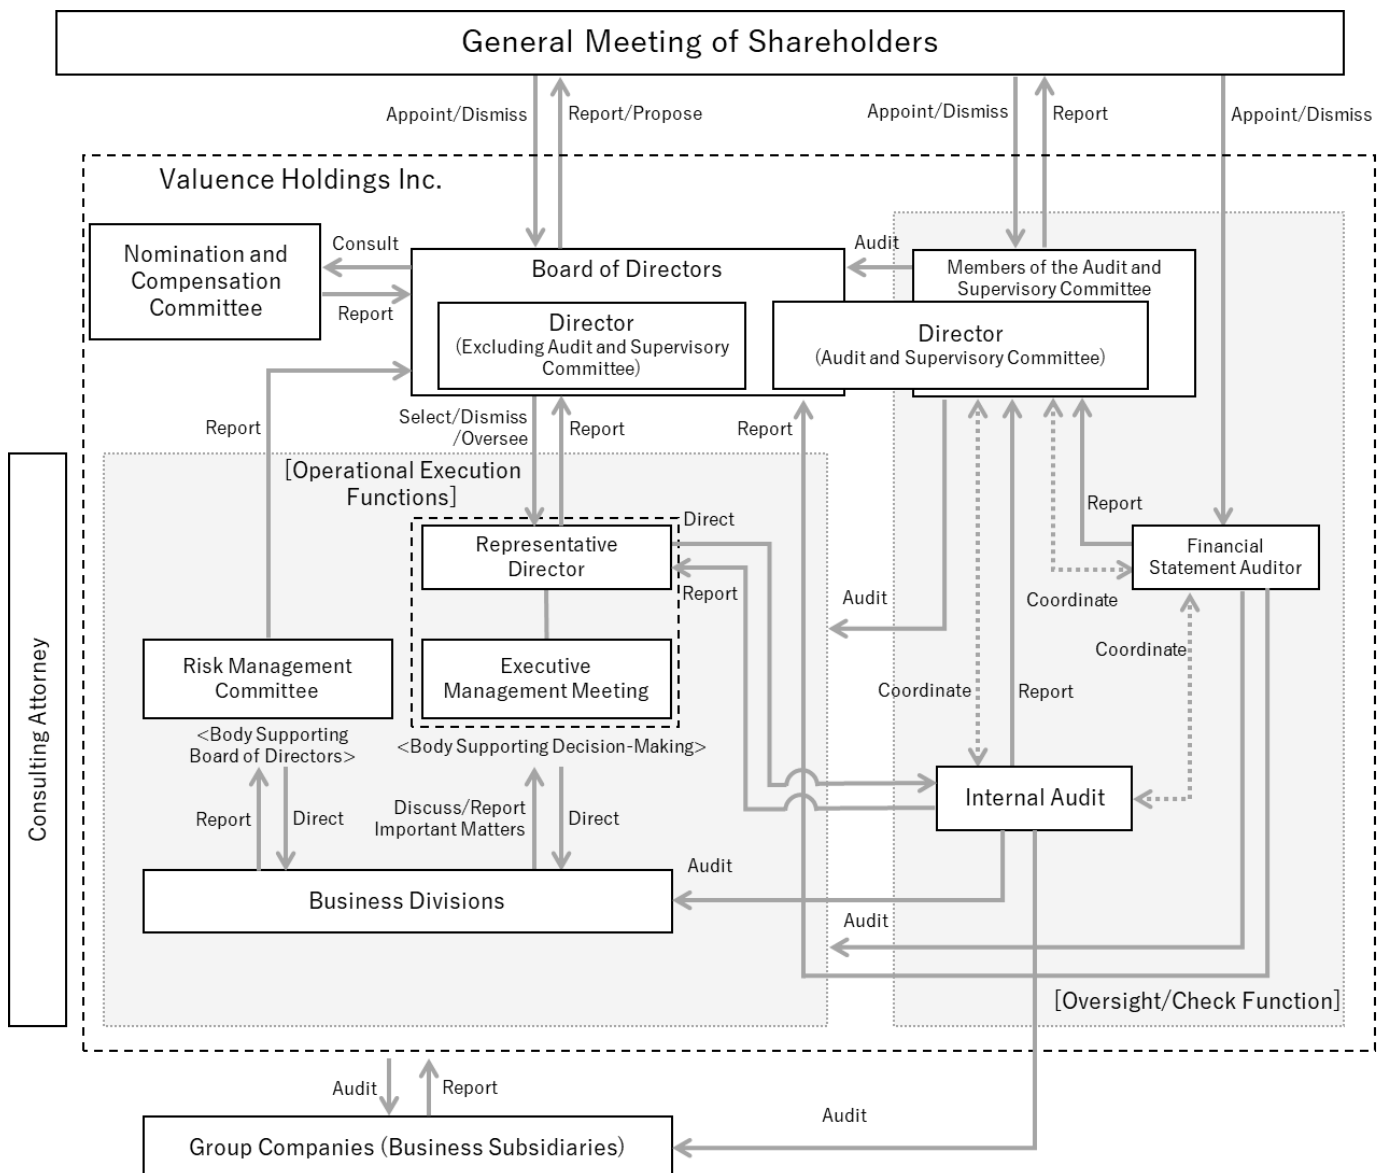 General Meeting of Shareholders
Appoint/Dismiss
Report/Propose
Appoint/Dismiss
Report
Appoint/Dismiss
Valuence Holdings Inc.
Nomination and
Compensation
Committee
Consult
Report
Board of Directors
Director
(Excluding Audit and Supervisory
Committee)
Audit
Members of the Audit and
Supervisory Committee
Director
(Audit and Supervisory Committee)
Report
Select/Dismiss
/Oversee
Report
Report
[Operational Execution
Functions]
Direct
Representative
Director
Report
Audit
Report
Financial
Statement Auditor
Coordinate
Coordinate
Consulting Attorney
Risk Management
Committee
Executive
Management Meeting
Coordinate
Report
<Body Supporting
Board of Directors>
<Body Supporting Decision-Making>
Report
Direct
Discuss/Report
Important Matters
Direct
Internal Audit
Audit
Business Divisions
Audit
[Oversight/Check Function]
Audit
Report
Audit
Group Companies (Business Subsidiaries)